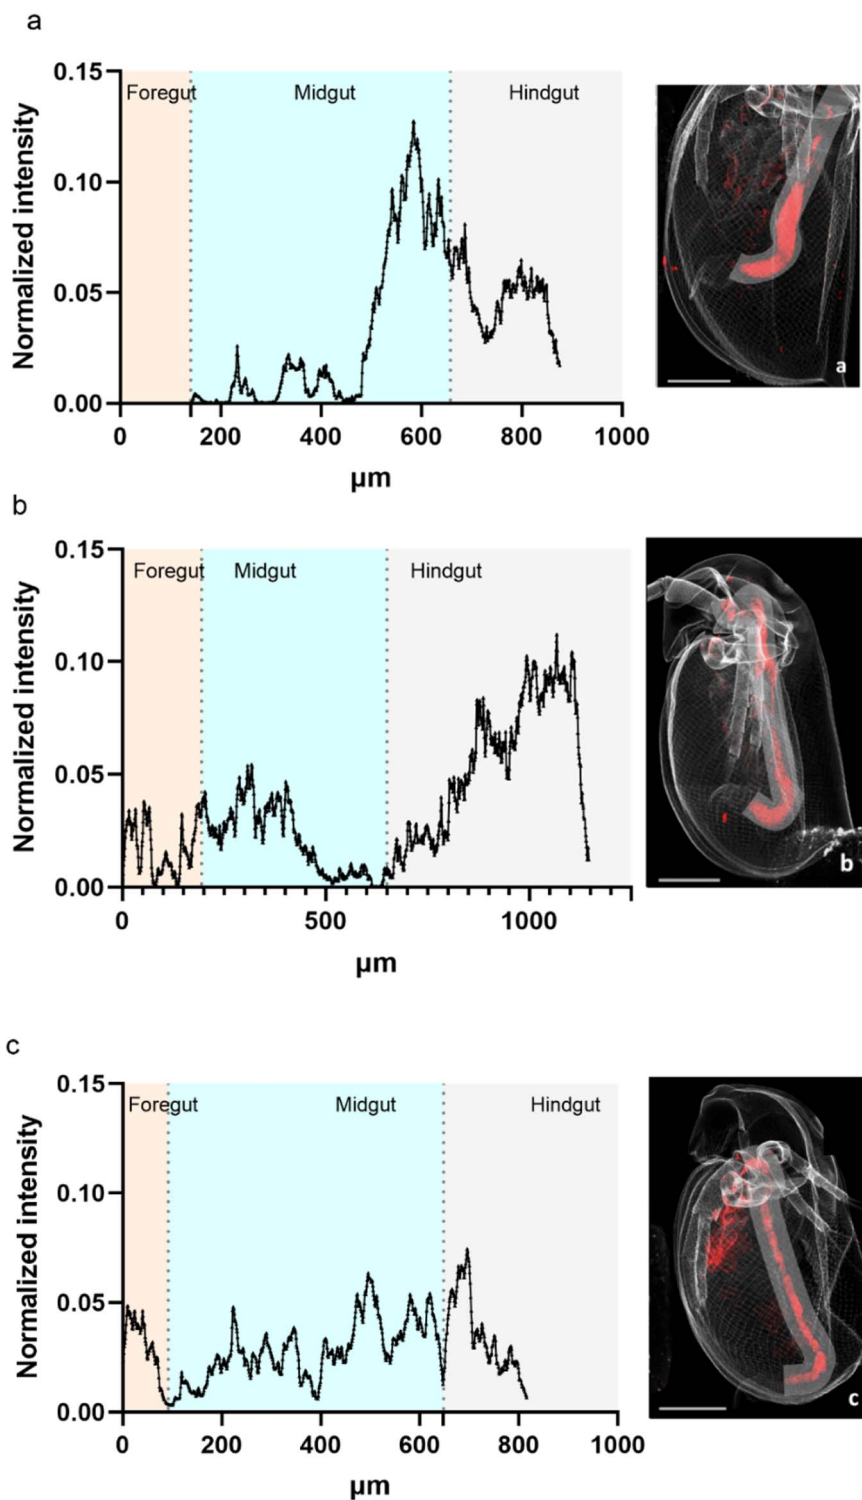 a
Normalized intensity
0.15
0.10
0.05
0.00
Foregut Midgut Hindgut
0 200 400 600 800 1000
µm
a
b
Normalized intensity
0.15
0.10
0.05
0.00
Foregut Midgut Hindgut
0 500 1000
µm
b
c
Normalized intensity
0.15
0.10
0.05
0.00
Foregut Midgut Hindgut
0 200 400 600 800 1000
µm
c